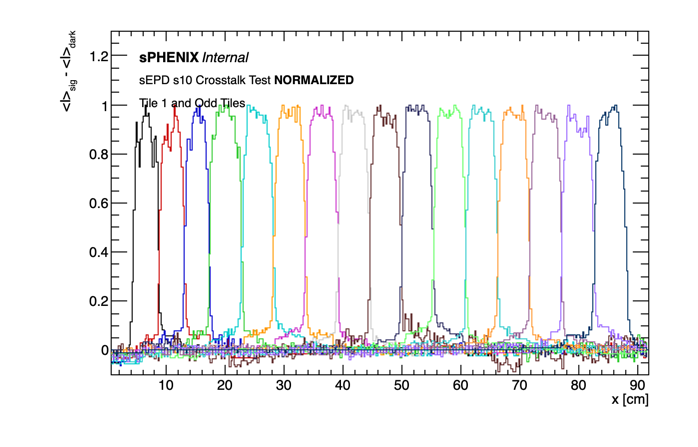 <I>sig - <I>dark
sPHENIX Internal
sEPD s10 Crosstalk Test NORMALIZED
Tile 1 and Odd Tiles
1.2
1
0.8
0.6
0.4
0.2
0
10 20 30 40 50 60 70 80 90
x [cm]